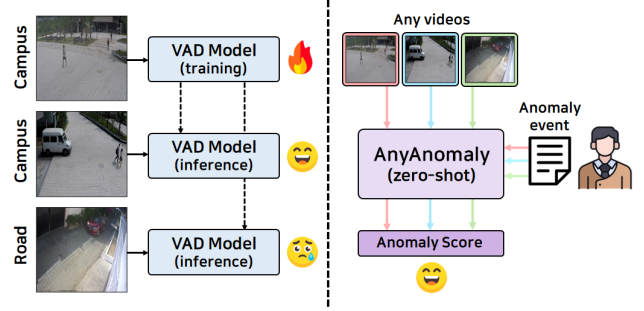 Campus
VAD Model
(training)
Campus
VAD Model
(inference)
Road
VAD Model
(inference)
Any videos
Anomaly
event
AnyAnomaly
(zero-shot)
Anomaly Score